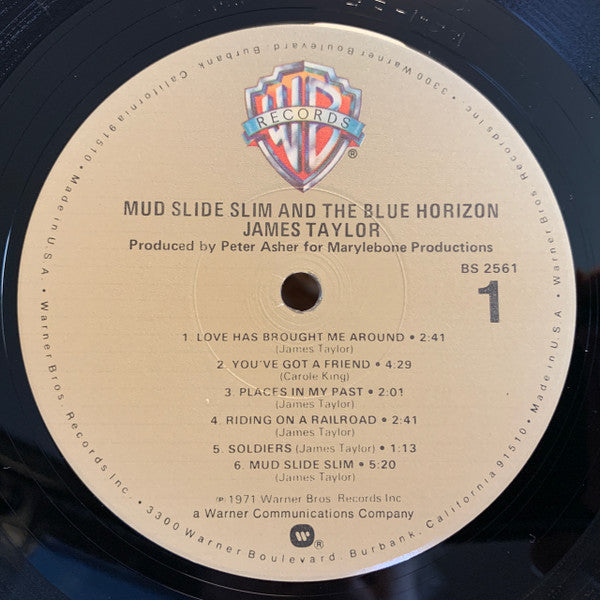 WB
RECORDS
®
MUD SLIDE SLIM AND THE BLUE HORIZON
JAMES TAYLOR
Produced by Peter Asher for Marylebone Productions
BS 2561
1
1. LOVE HAS BROUGHT ME AROUND • 2:41
(James Taylor)
2. YOU'VE GOT A FRIEND • 4:29
(Carole King)
3. PLACES IN MY PAST • 2:01
(James Taylor)
4. RIDING ON A RAILROAD • 2:41
(James Taylor)
5. SOLDIERS (James Taylor) • 1:13
6. MUD SLIDE SLIM • 5:20
(James Taylor)
℗ 1971 Warner Bros. Records Inc
a Warner Communications Company
®
Warner Bros. Records Inc. • 3300 Warner Boulevard, Burbank, California 91510 • Made in U.S.A. • Warner Bros. Records Inc. • 3300 Warner Boulevard, Burbank, California 91510 • Made in U.S.A. •